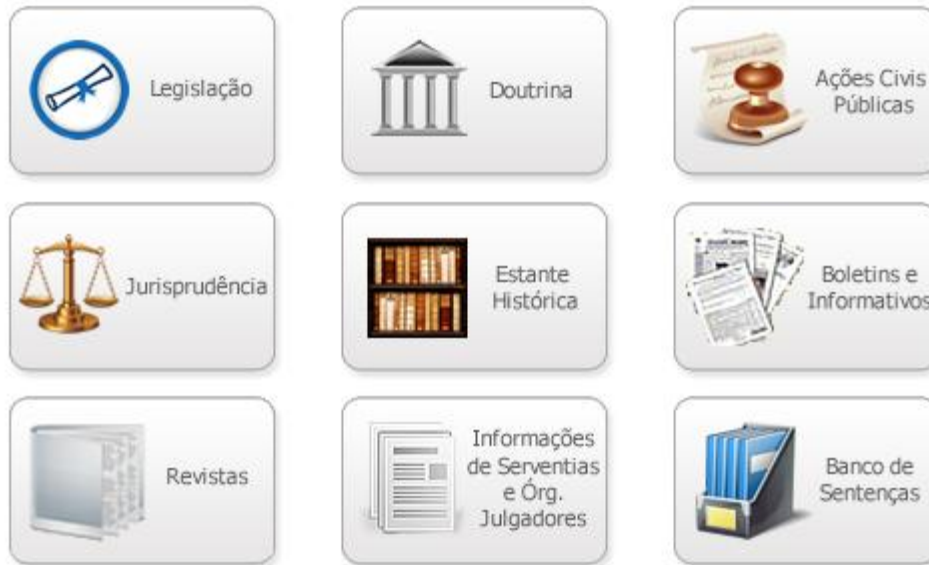 Legislação
Doutrina
Ações Civis
Públicas
Jurisprudência
Estante
Histórica
Boletins e
Informativos
Revistas
Informações
de Serventias
e Órg.
Julgadores
Banco de
Sentenças